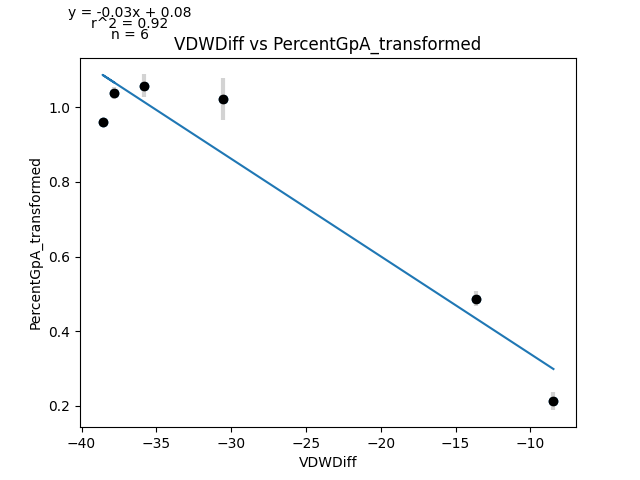 y = -0.03x + 0.08
r^2 = 0.92
n = 6
VDWDiff vs PercentGpA_transformed
PercentGpA_transformed
1.0
0.8
0.6
0.4
0.2
−40 −35 −30 −25 −20 −15 −10
VDWDiff